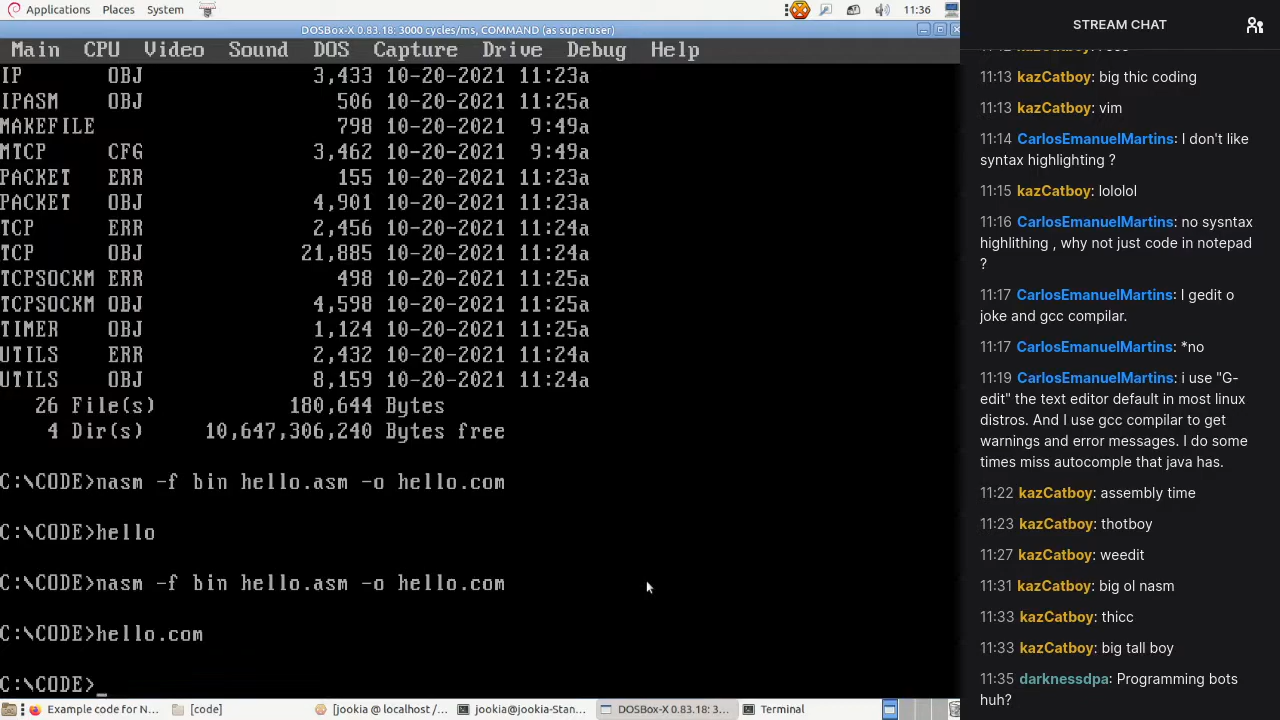 Applications Places System 11:36
DOSBox-X 0.83.18: 3000 cycles/ms, COMMAND (as superuser)
Main CPU Video Sound DOS Capture Drive Debug Help
IP OBJ 3,433 10-20-2021 11:23a
IPASM OBJ 506 10-20-2021 11:25a
MAKEFILE 798 10-20-2021 9:49a
MTCP CFG 3,462 10-20-2021 9:49a
PACKET ERR 155 10-20-2021 11:23a
PACKET OBJ 4,901 10-20-2021 11:23a
TCP ERR 2,456 10-20-2021 11:24a
TCP OBJ 21,885 10-20-2021 11:24a
TCPSOCKM ERR 498 10-20-2021 11:25a
TCPSOCKM OBJ 4,598 10-20-2021 11:25a
TIMER OBJ 1,124 10-20-2021 11:25a
UTILS ERR 2,432 10-20-2021 11:24a
UTILS OBJ 8,159 10-20-2021 11:24a
26 File(s) 180,644 Bytes
4 Dir(s) 10,647,306,240 Bytes free
C:\CODE>nasm -f bin hello.asm -o hello.com
C:\CODE>hello
C:\CODE>nasm -f bin hello.asm -o hello.com
C:\CODE>hello.com
C:\CODE>_
Example code for N... [code] [jookia @ localhost /... jookia@jookia-Stan... DOSBox-X 0.83.18: 3... Terminal
STREAM CHAT
11:13 kazCatboy: big thic coding
11:13 kazCatboy: vim
11:14 CarlosEmanuelMartins: I don't like
syntax highlighting ?
11:15 kazCatboy: lololol
11:16 CarlosEmanuelMartins: no sysntax
highlithing , why not just code in notepad
?
11:17 CarlosEmanuelMartins: I gedit o
joke and gcc compilar.
11:17 CarlosEmanuelMartins: *no
11:19 CarlosEmanuelMartins: i use "G-
edit" the text editor default in most linux
distros. And I use gcc compilar to get
warnings and error messages. I do some
times miss autocomple that java has.
11:22 kazCatboy: assembly time
11:23 kazCatboy: thotboy
11:27 kazCatboy: weedit
11:31 kazCatboy: big ol nasm
11:33 kazCatboy: thicc
11:33 kazCatboy: big tall boy
11:35 darknessdpa: Programming bots
huh?